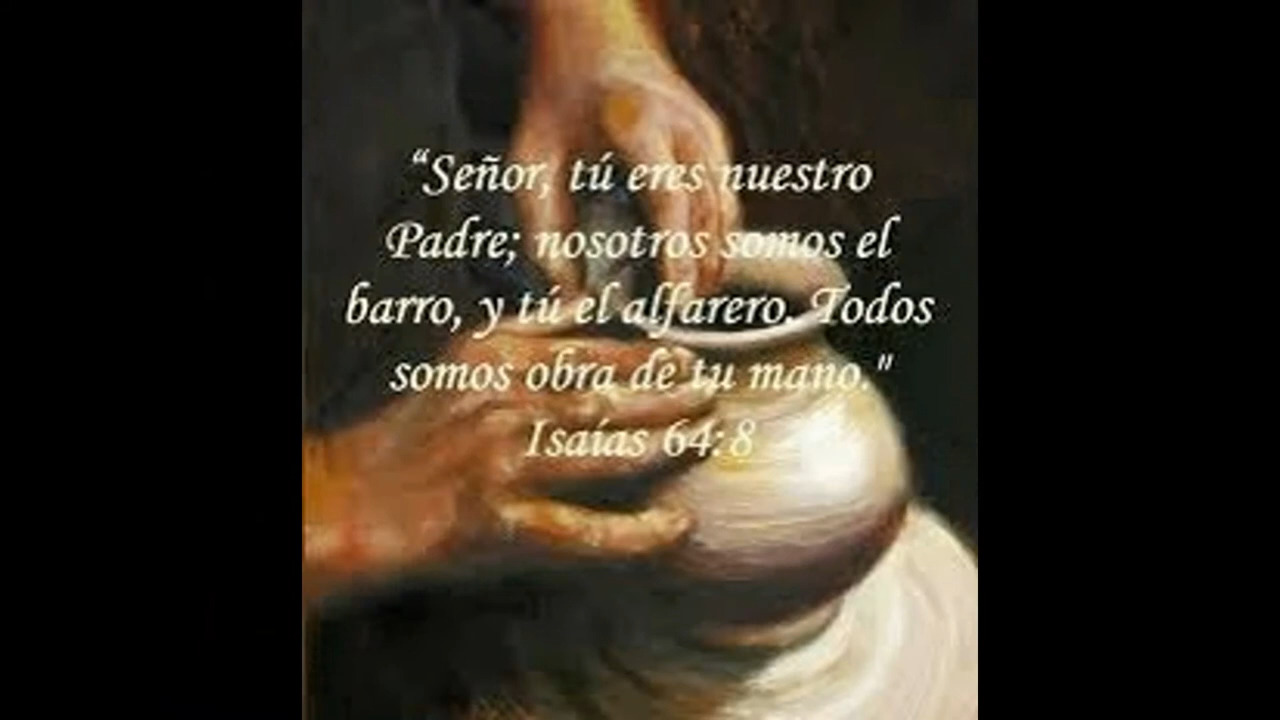 “Señor, tú eres nuestro
Padre; nosotros somos el
barro, y tú el alfarero. Todos
somos obra de tu mano."
Isaías 64:8